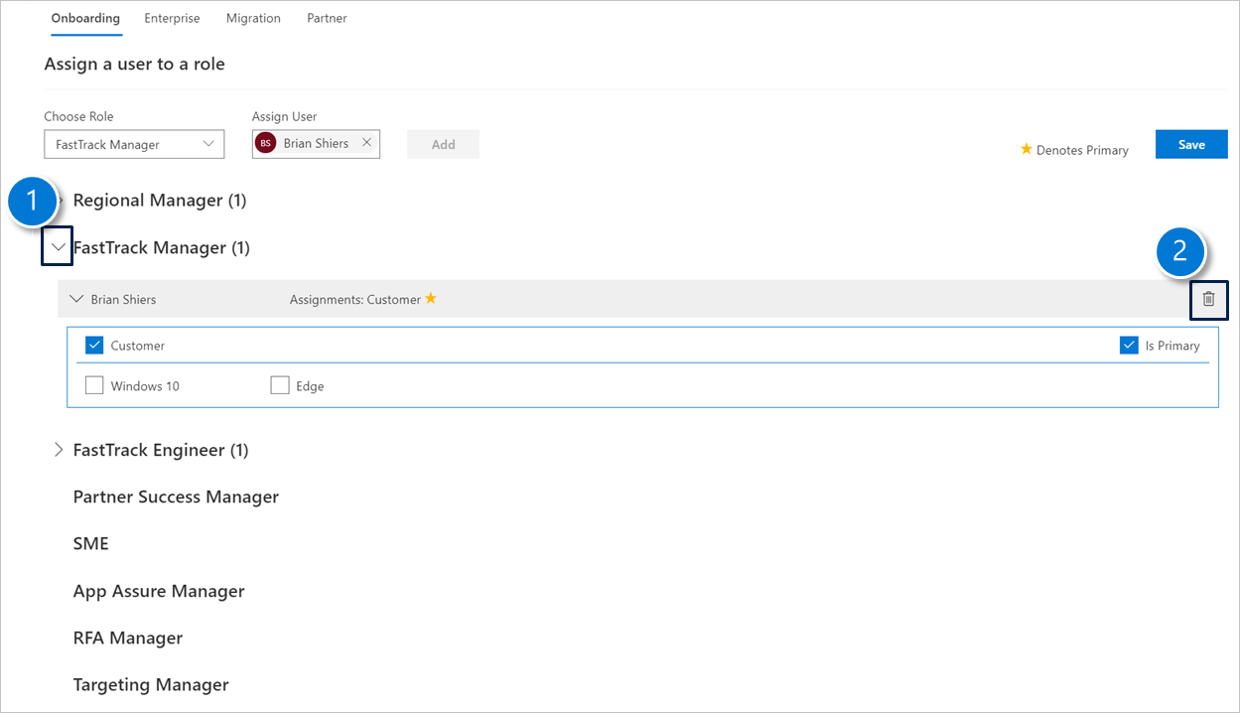 Onboarding Enterprise Migration Partner
Assign a user to a role
Choose Role Assign User
FastTrack Manager BS Brian Shiers Add Denotes Primary Save
1 Regional Manager (1)
FastTrack Manager (1)
2
Brian Shiers Assignments: Customer
Customer Is Primary
Windows 10 Edge
FastTrack Engineer (1)
Partner Success Manager
SME
App Assure Manager
RFA Manager
Targeting Manager